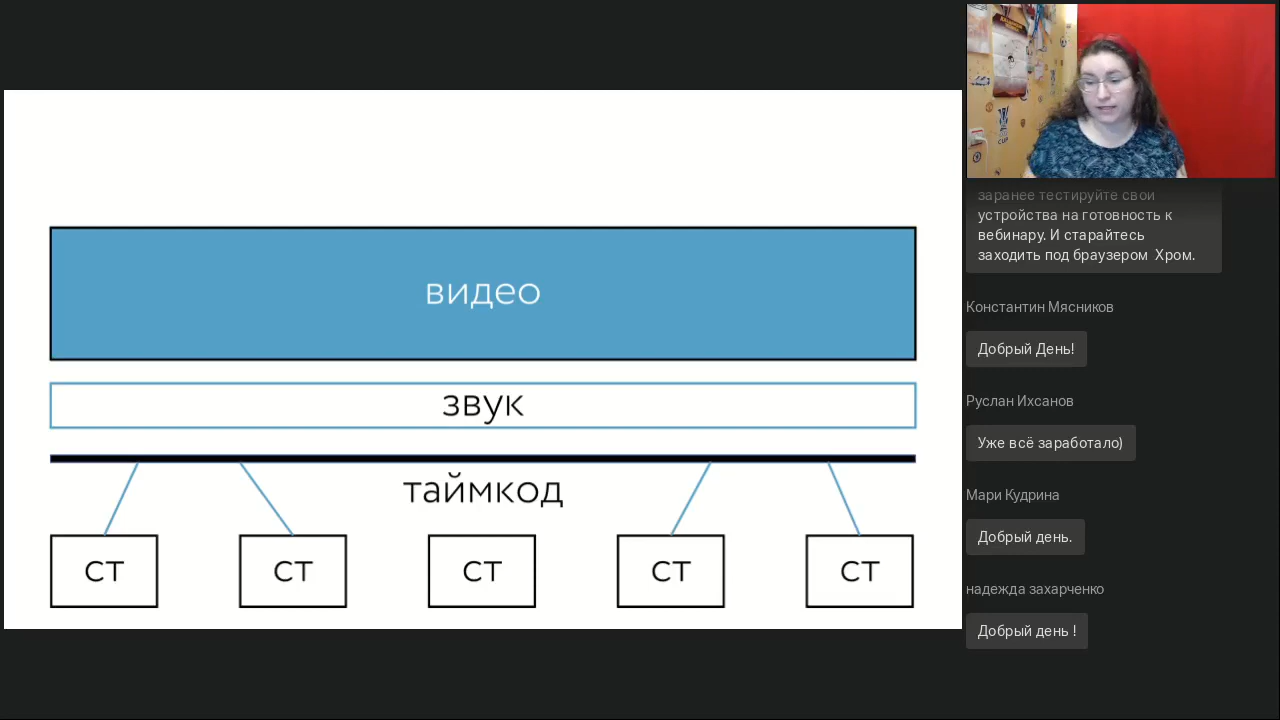 видео
звук
таймкод
СТ
СТ
СТ
СТ
СТ
CUP
заранее тестируйте свои
устройства на готовность к
вебинару. И старайтесь
заходить под браузером Хром.
Константин Мясников
Добрый День!
Руслан Ихсанов
Уже всё заработало)
Мари Кудрина
Добрый день.
надежда захарченко
Добрый день !